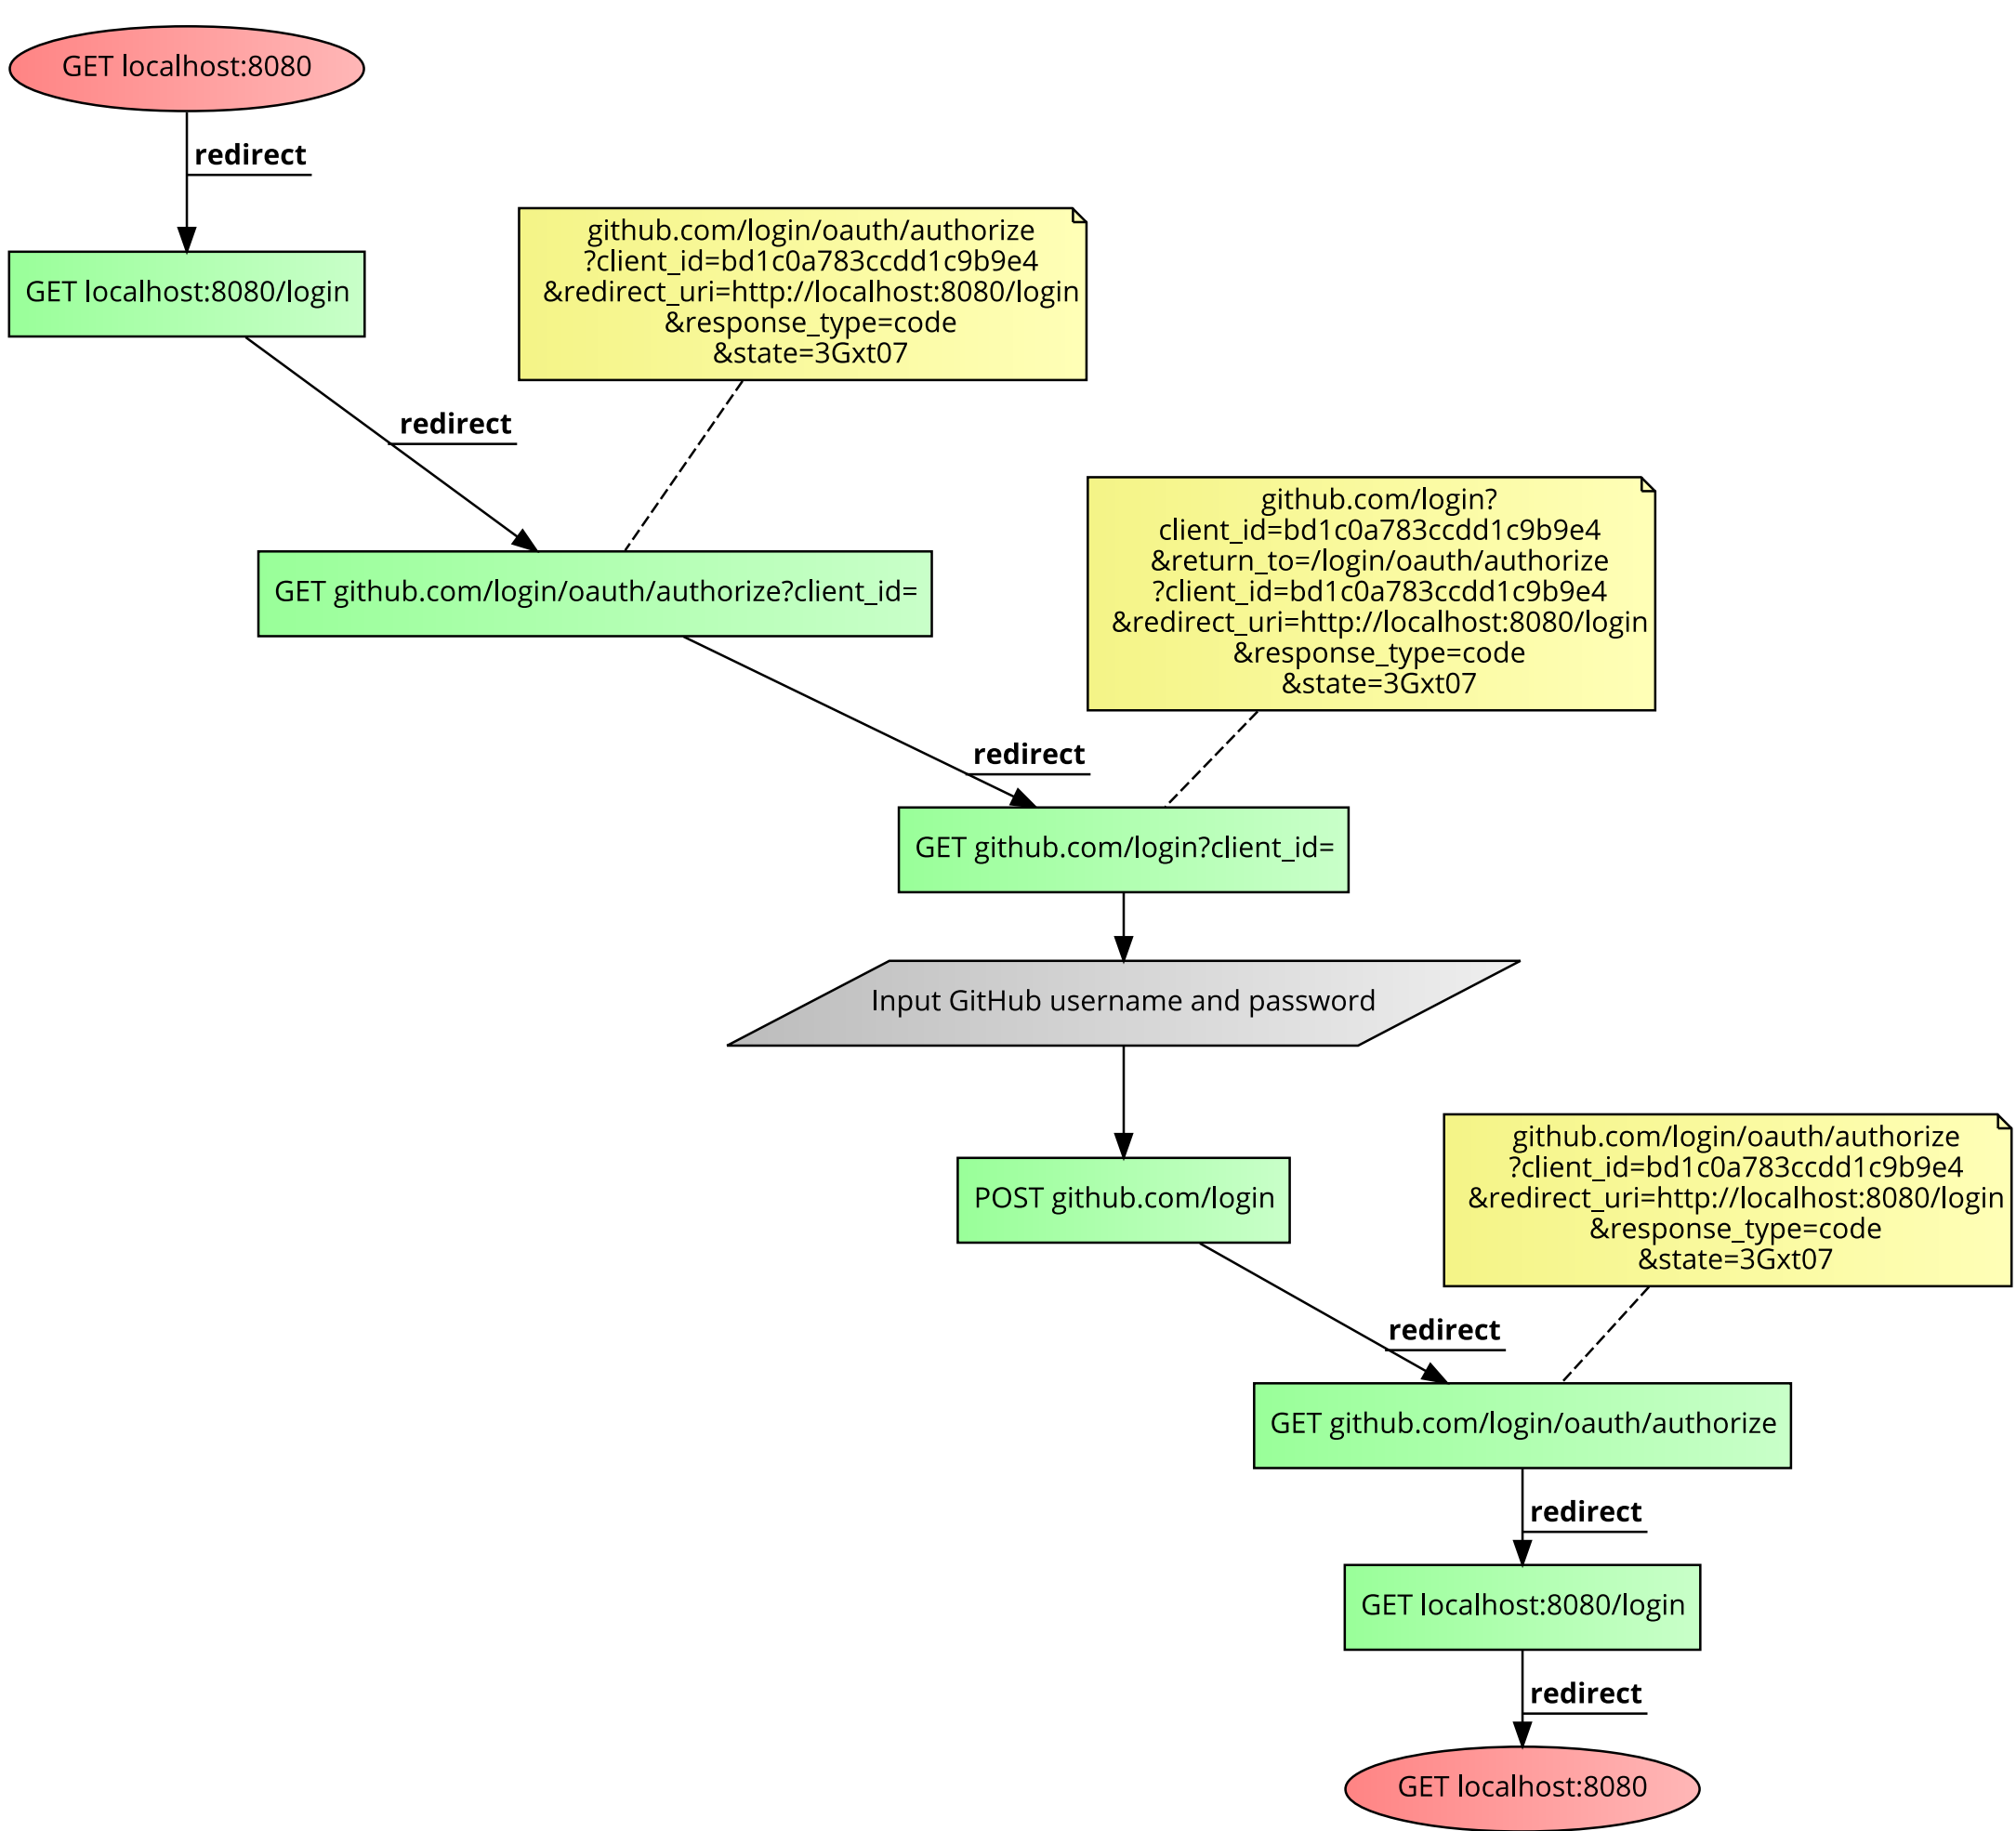 GET localhost:8080
redirect
GET localhost:8080/login
github.com/login/oauth/authorize
?client_id=bd1c0a783ccdd1c9b9e4
&redirect_uri=http://localhost:8080/login
&response_type=code
&state=3Gxt07
redirect
GET github.com/login/oauth/authorize?client_id=
github.com/login?
client_id=bd1c0a783ccdd1c9b9e4
&return_to=/login/oauth/authorize
?client_id=bd1c0a783ccdd1c9b9e4
&redirect_uri=http://localhost:8080/login
&response_type=code
&state=3Gxt07
redirect
GET github.com/login?client_id=
Input GitHub username and password
POST github.com/login
github.com/login/oauth/authorize
?client_id=bd1c0a783ccdd1c9b9e4
&redirect_uri=http://localhost:8080/login
&response_type=code
&state=3Gxt07
redirect
GET github.com/login/oauth/authorize
redirect
GET localhost:8080/login
redirect
GET localhost:8080